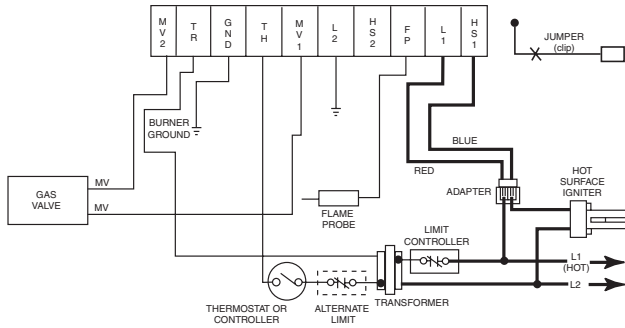 MV2
TR
GND
TH
MV1
L2
HS2
FP
L1
HS1
JUMPER
(clip)
BURNER
GROUND
BLUE
RED
ADAPTER
HOT
SURFACE
IGNITER
GAS
VALVE
MV
MV
FLAME
PROBE
LIMIT
CONTROLLER
L1
(HOT)
L2
THERMOSTAT OR
CONTROLLER
ALTERNATE
LIMIT
TRANSFORMER